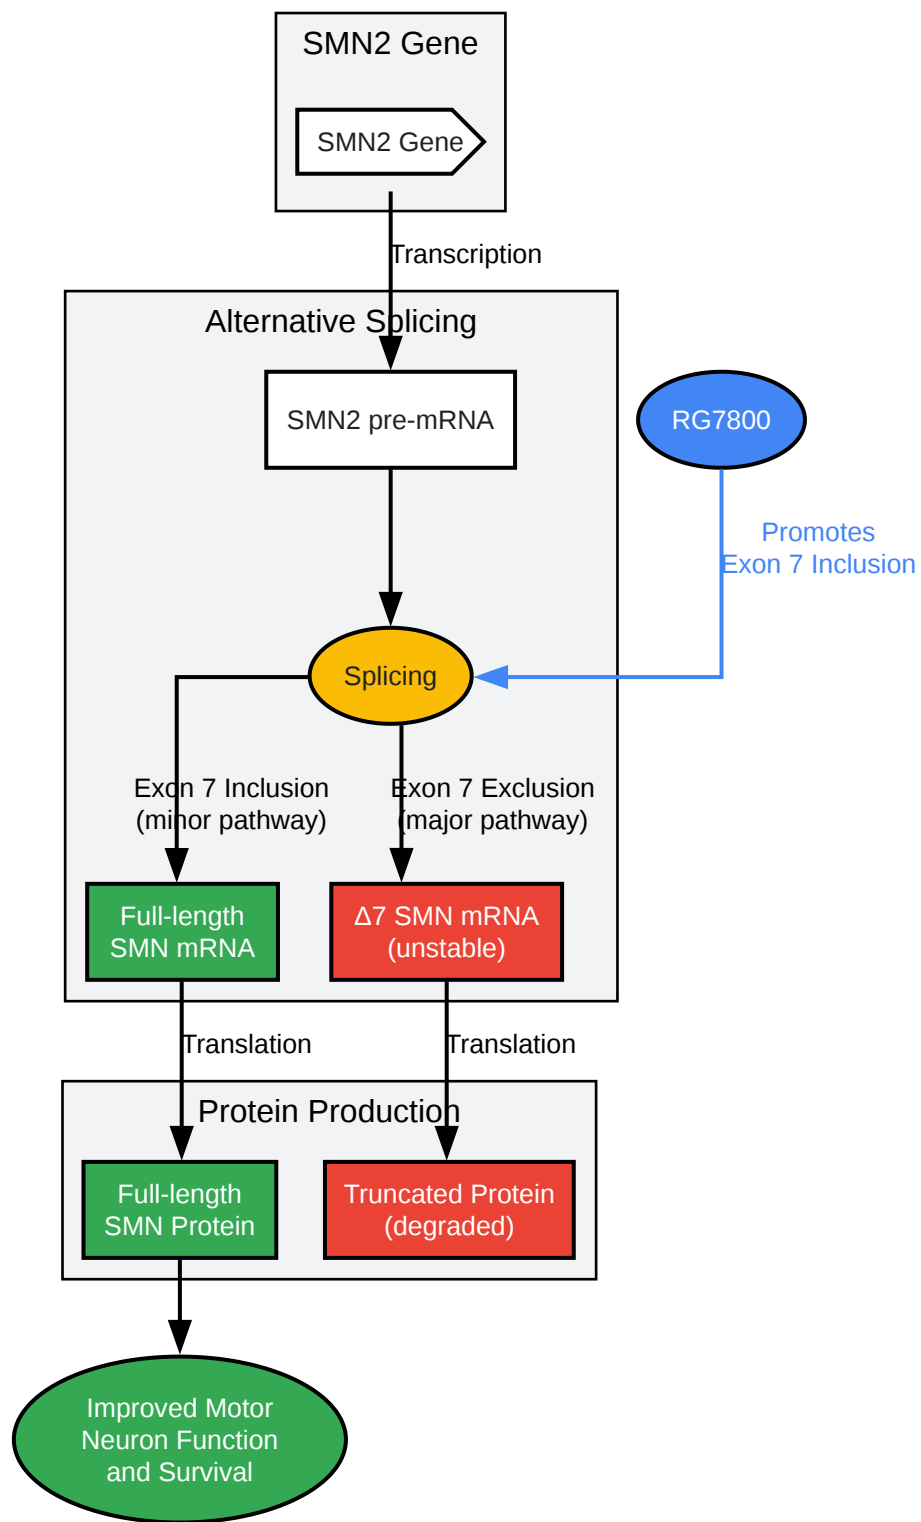 SMN2 Gene
SMN2 Gene
Transcription
Alternative Splicing
SMN2 pre-mRNA
RG7800
Promotes
Exon 7 Inclusion
Splicing
Exon 7 Inclusion
(minor pathway)
Exon 7 Exclusion
(major pathway)
Full-length
SMN mRNA
Δ7 SMN mRNA
(unstable)
Translation
Translation
Protein Production
Full-length
SMN Protein
Truncated Protein
(degraded)
Improved Motor
Neuron Function
and Survival